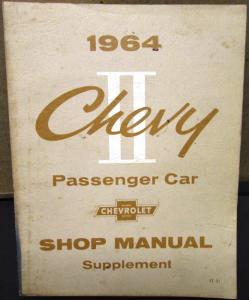 1964
II
Chevy
Passenger Car
CHEVROLET
SHOP MANUAL
Supplement